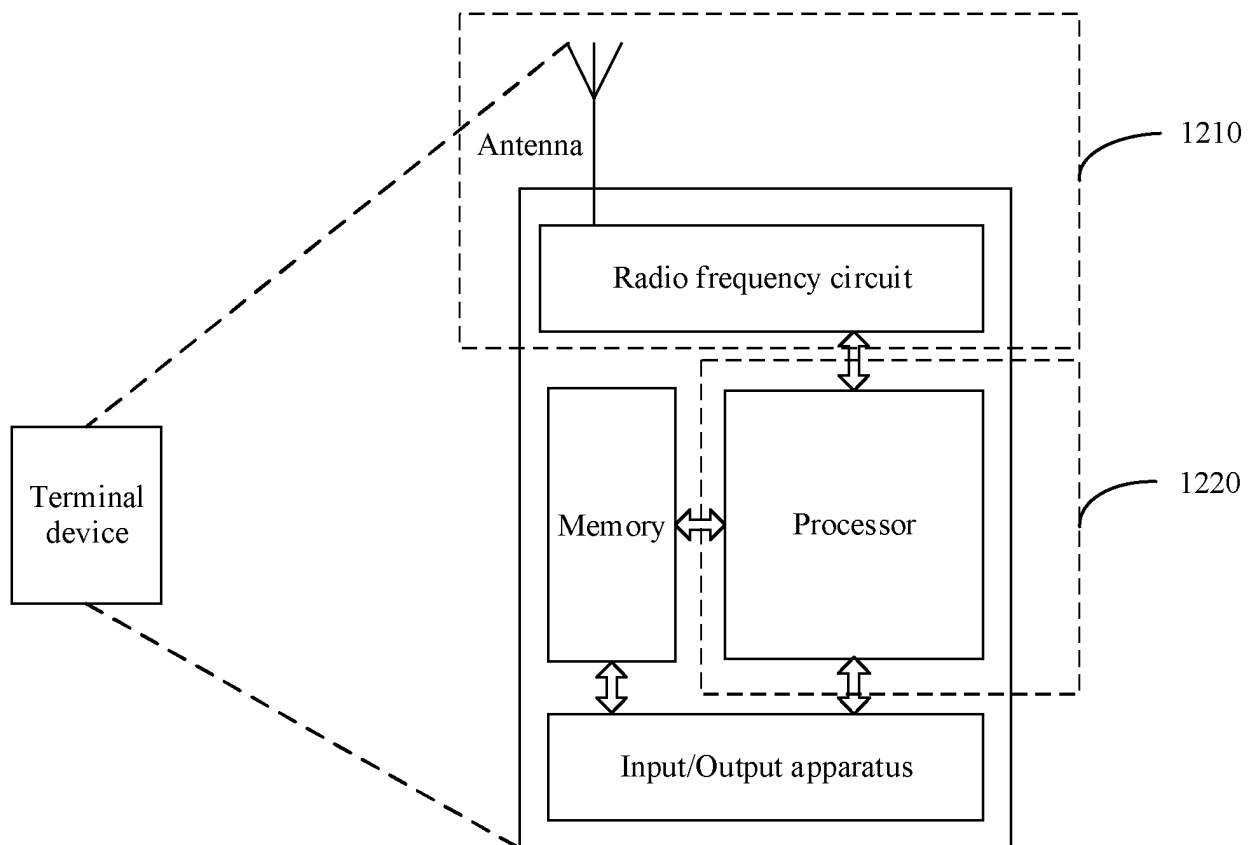 Antenna
1210
Radio frequency circuit
Terminal
device
Memory
Processor
1220
Input/Output apparatus